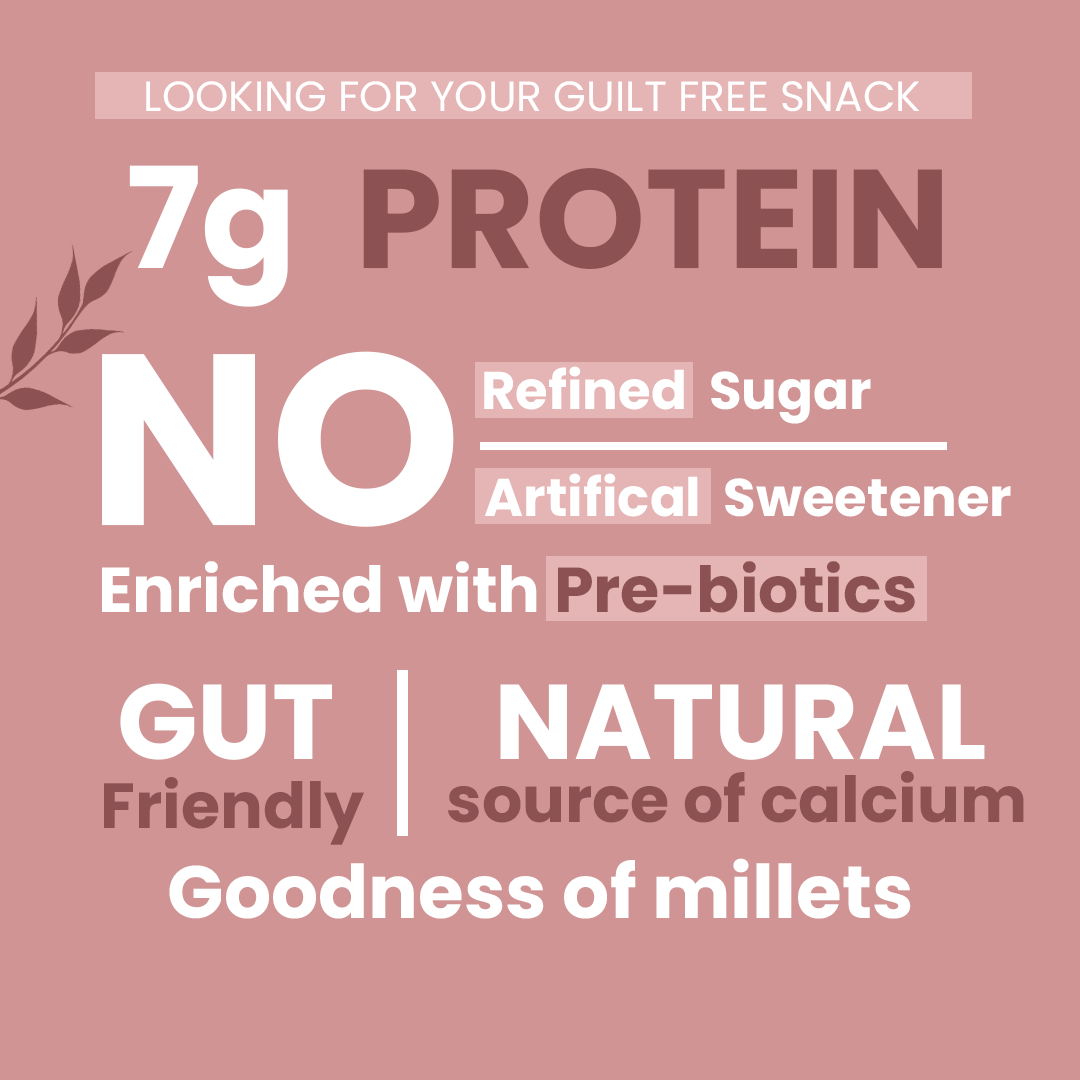 LOOKING FOR YOUR GUILT FREE SNACK
7g PROTEIN
NO
Refined Sugar
Artifical Sweetener
Enriched with Pre-biotics
GUT
Friendly
NATURAL
source of calcium
Goodness of millets